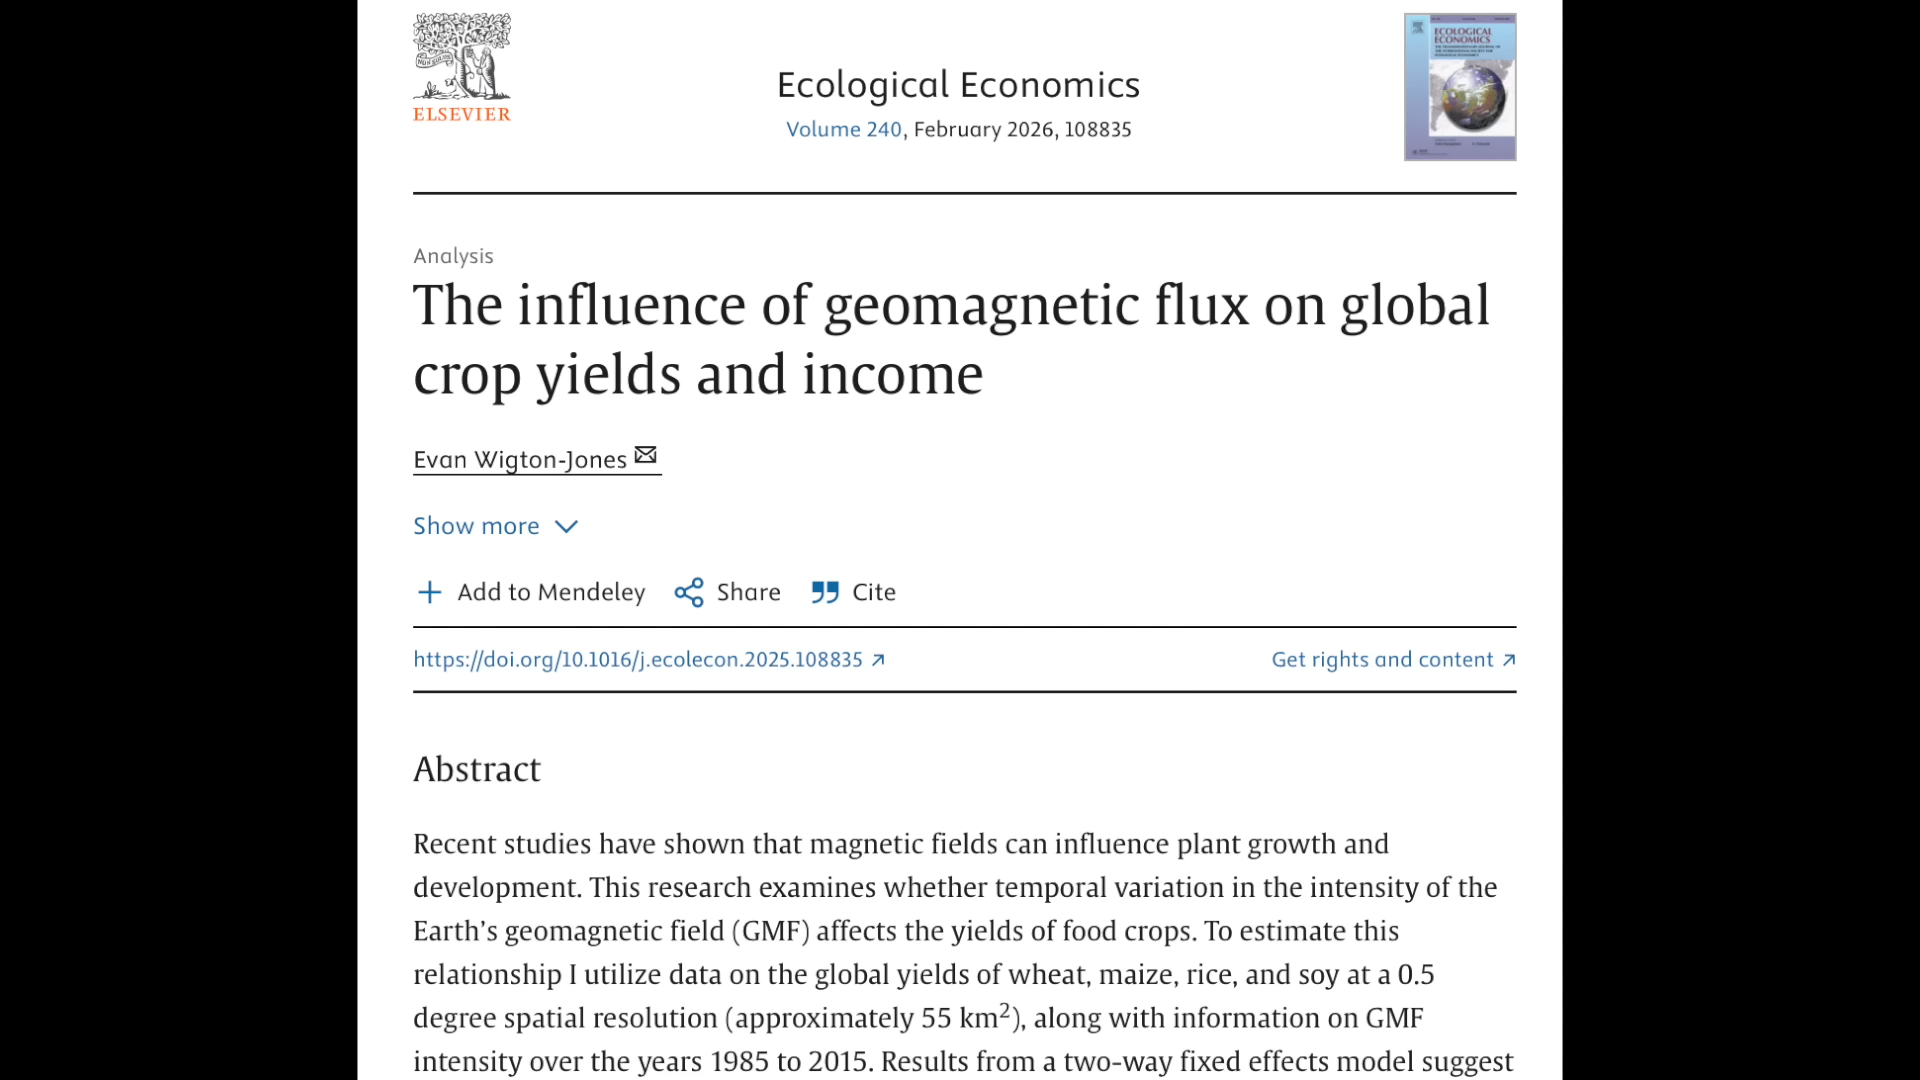 ELSEVIER
Ecological Economics
Volume 240, February 2026, 108835
ECOLOGICAL
ECONOMICS
Analysis
The influence of geomagnetic flux on global
crop yields and income
Evan Wigton-Jones
Show more
Add to Mendeley Share Cite
https://doi.org/10.1016/j.ecolecon.2025.108835
Get rights and content
Abstract
Recent studies have shown that magnetic fields can influence plant growth and
development. This research examines whether temporal variation in the intensity of the
Earth’s geomagnetic field (GMF) affects the yields of food crops. To estimate this
relationship I utilize data on the global yields of wheat, maize, rice, and soy at a 0.5
degree spatial resolution (approximately 55 km²), along with information on GMF
intensity over the years 1985 to 2015. Results from a two-way fixed effects model suggest